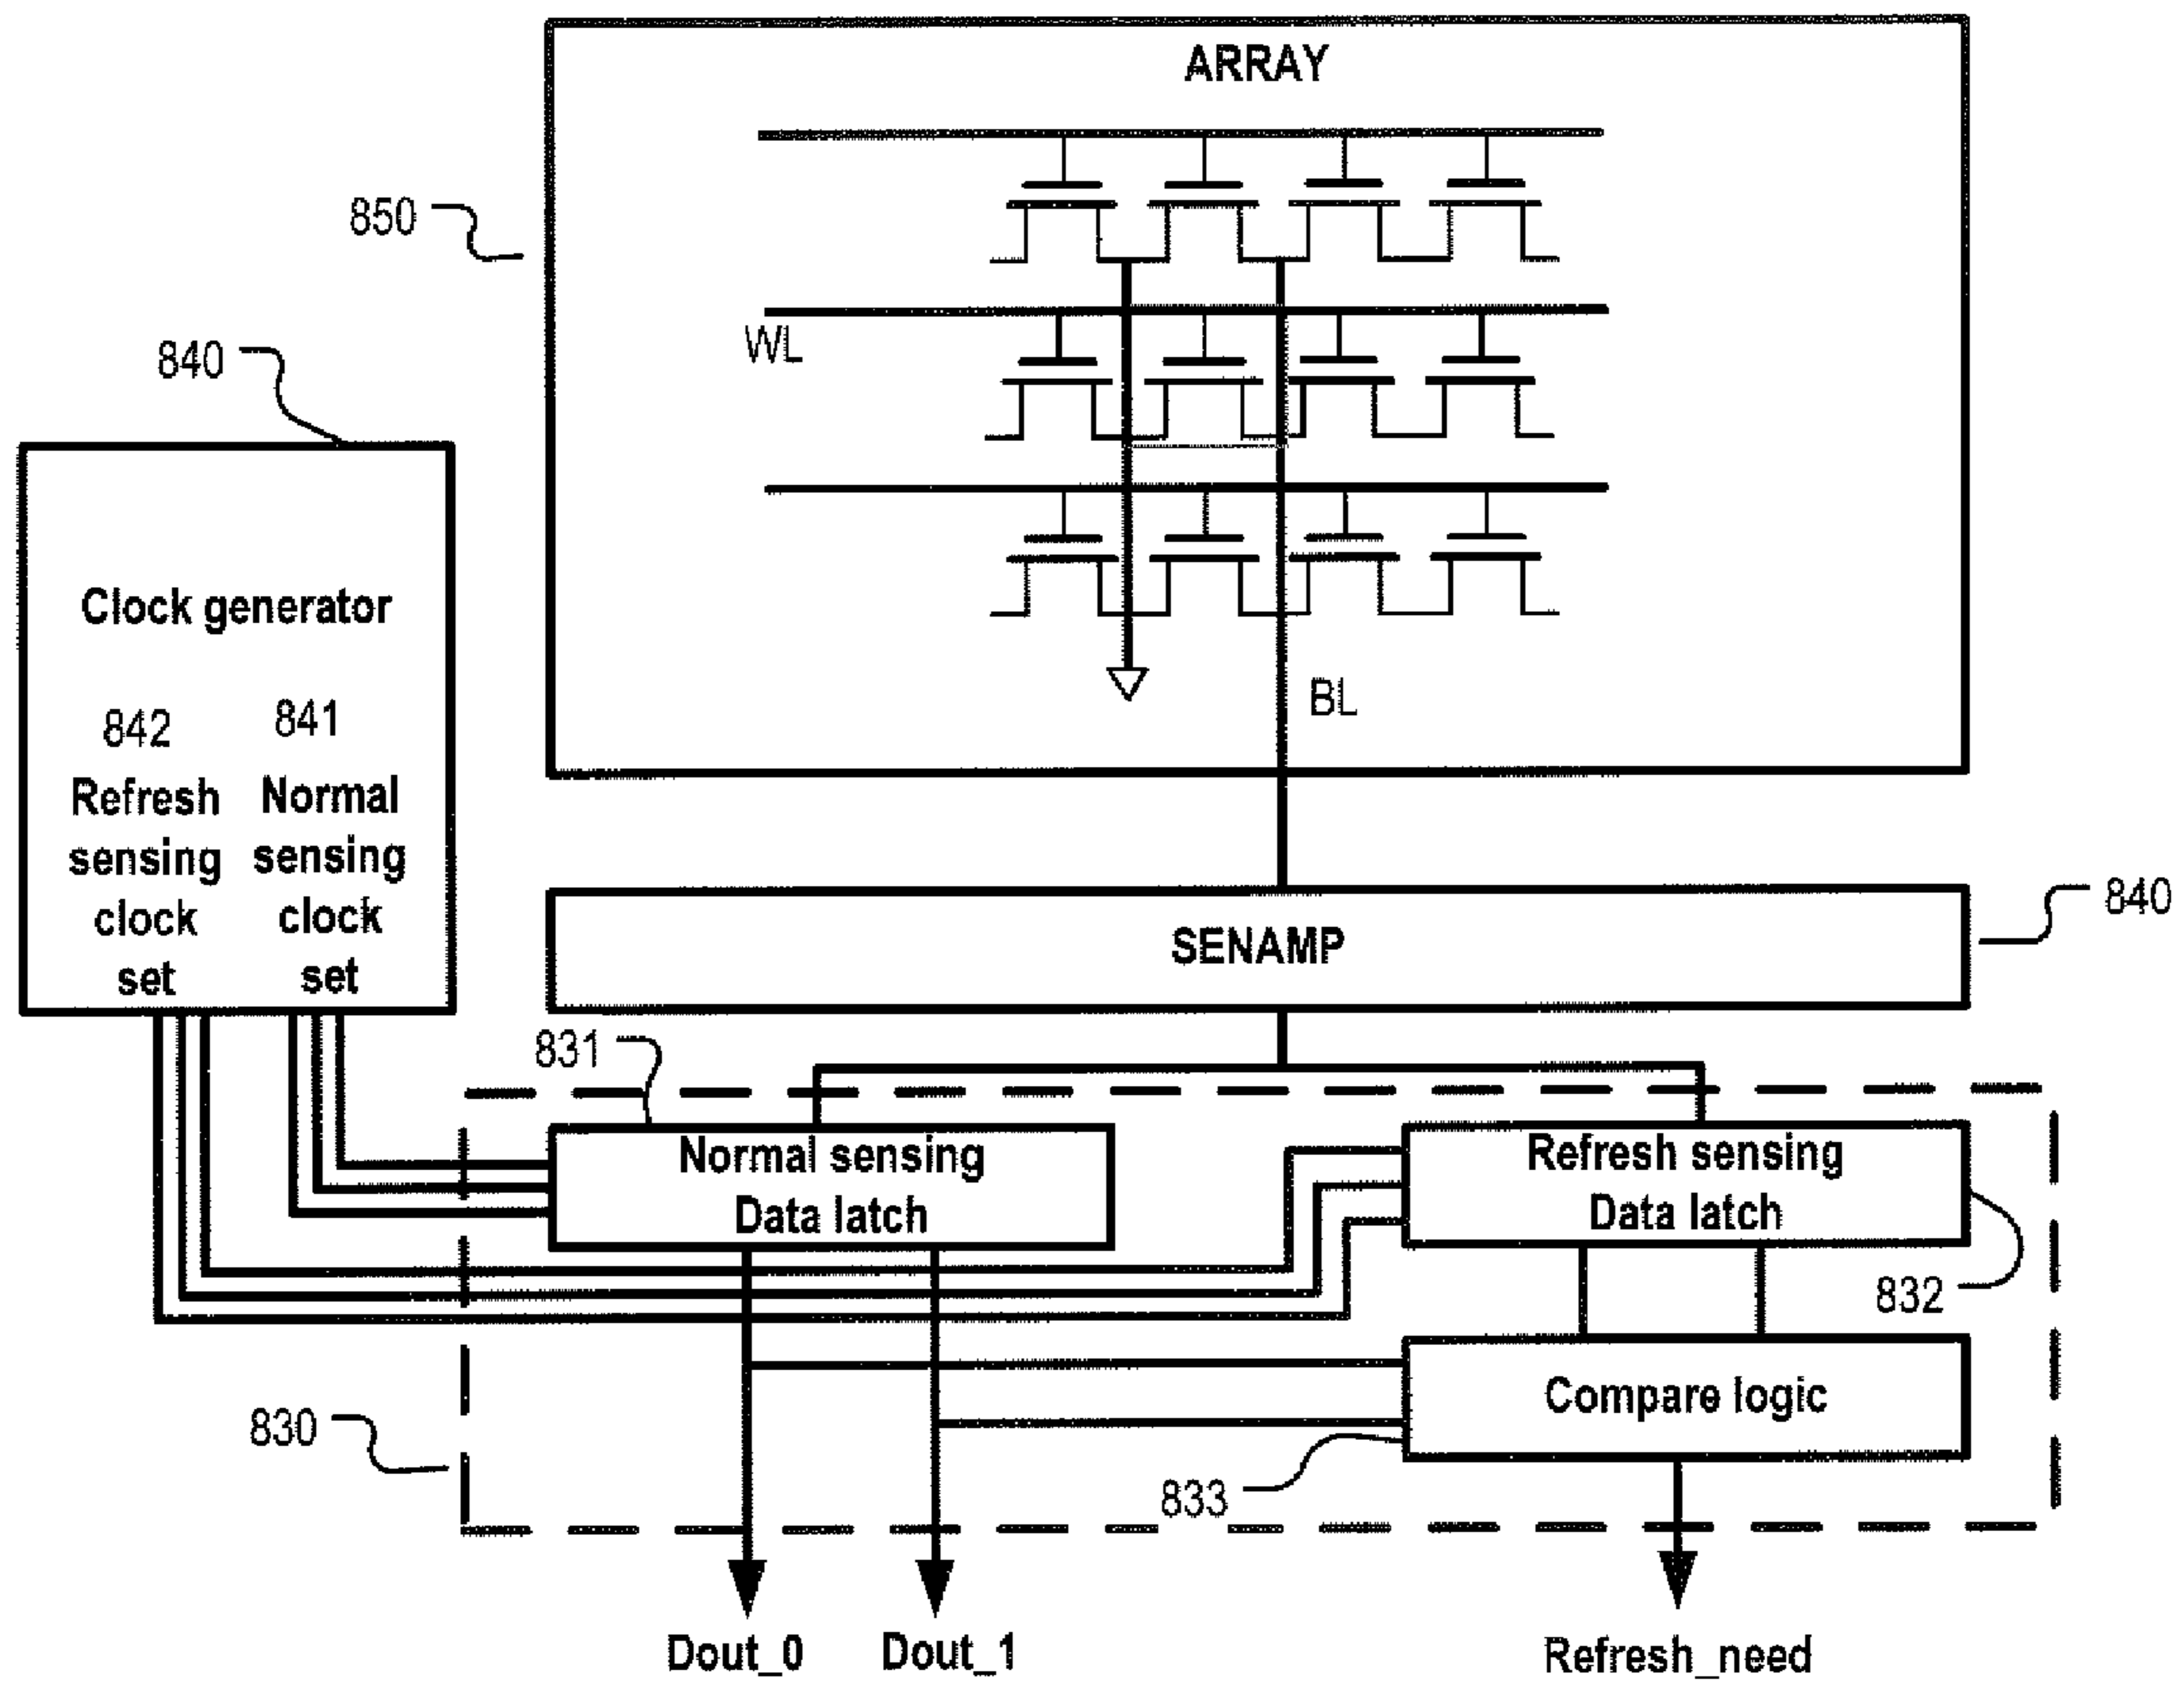 ARRAY
850
WL
840
Clock generator
842
841
Refresh
sensing
clock
set
Normal
sensing
clock
set
BL
SENAMP
840
831
Normal sensing
Data latch
Refresh sensing
Data latch
832
Compare logic
830
833
Dout_0
Dout_1
Refresh_need